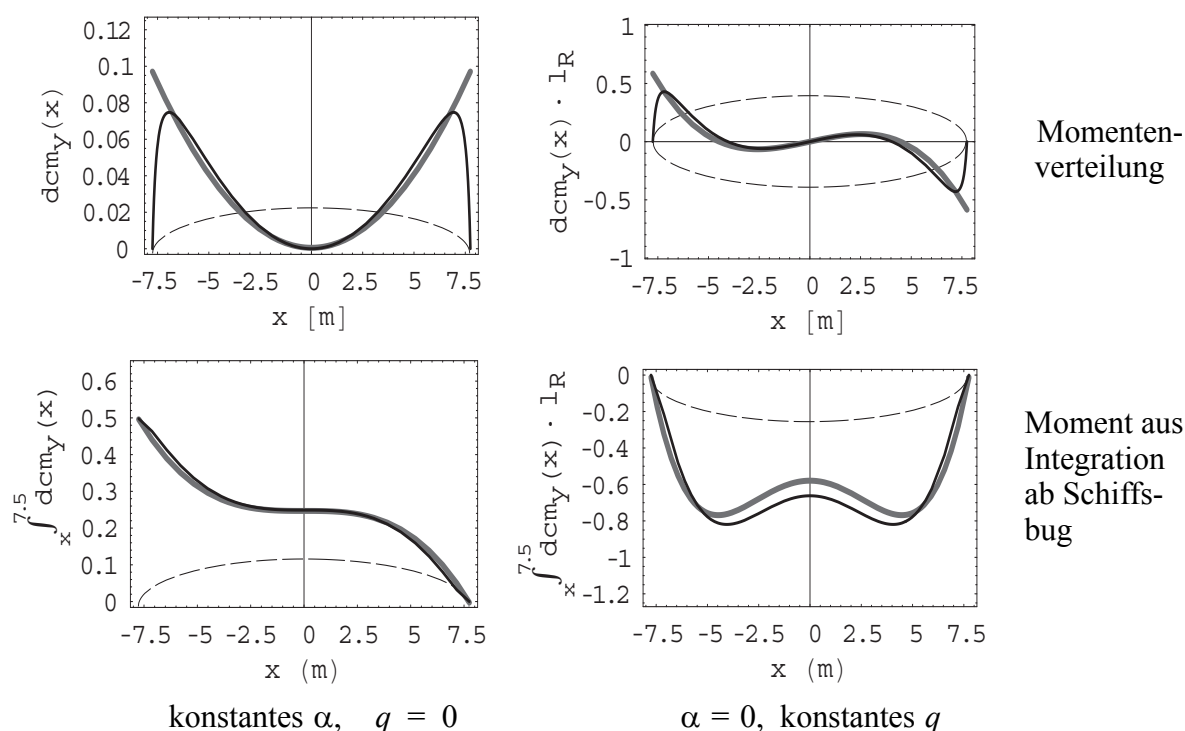 0.12
0.1
0.08
0.06
0.04
0.02
0
dcm_y(x)
-7.5 -5 -2.5 0 2.5 5 7.5
x [m]
1
0.5
0
-0.5
-1
dcm_y(x) · l_R
-7.5 -5 -2.5 0 2.5 5 7.5
x [m]
Momenten-
verteilung
0.6
0.5
0.4
0.3
0.2
0.1
0
∫_x^7.5 dcm_y(x)
-7.5 -5 -2.5 0 2.5 5 7.5
x (m)
0
-0.2
-0.4
-0.6
-0.8
-1
-1.2
∫_x^7.5 dcm_y(x) · l_R
-7.5 -5 -2.5 0 2.5 5 7.5
x (m)
Moment aus
Integration
ab Schiffs-
bug
konstantes α, q = 0
α = 0, konstantes q